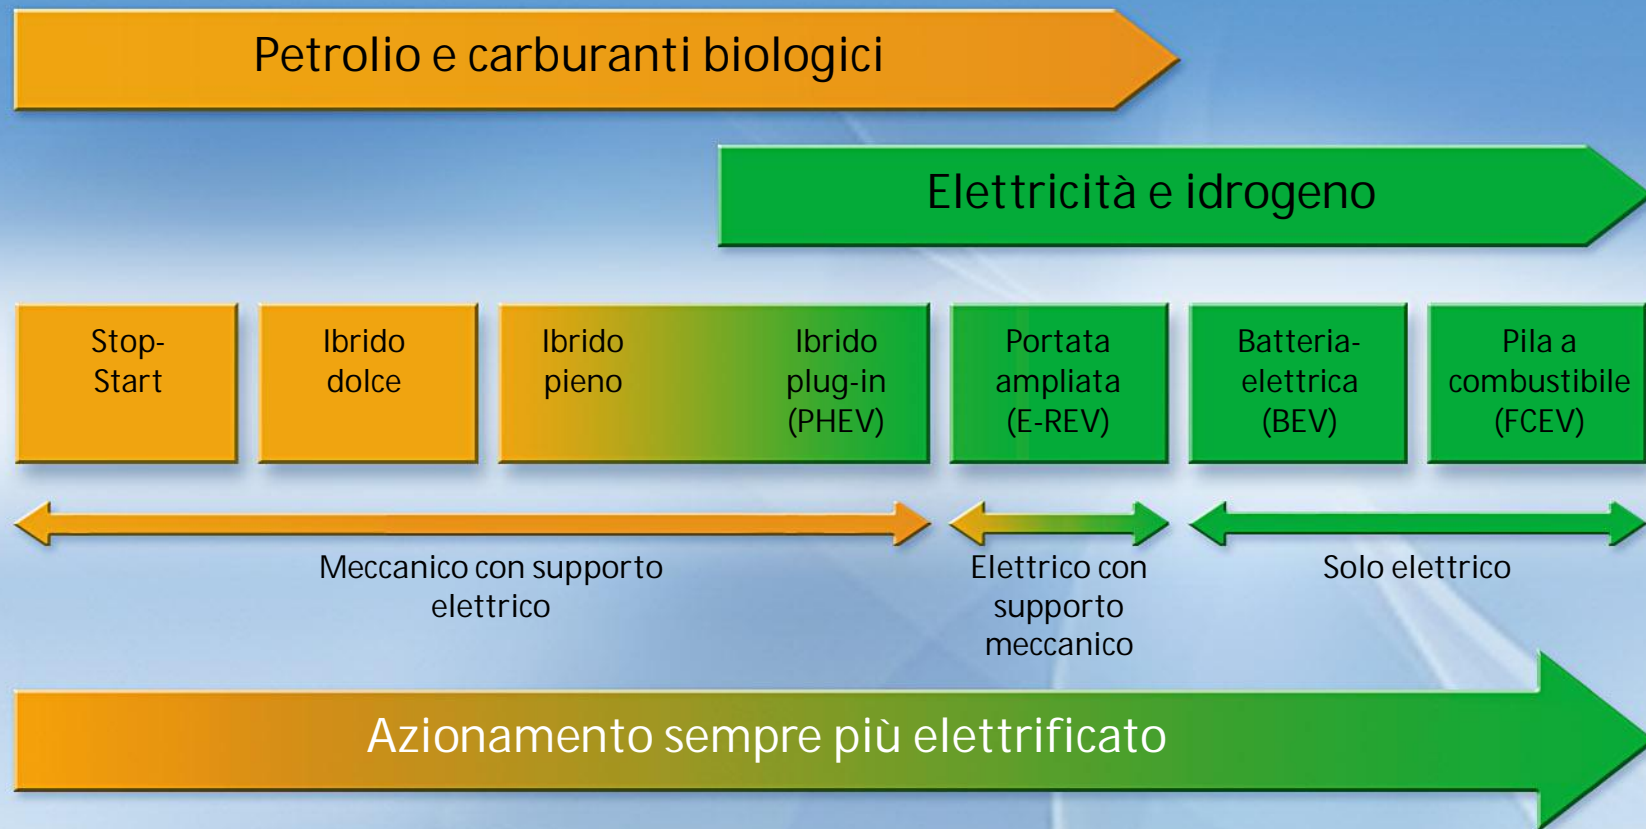 Petrolio e carburanti biologici
Elettricità e idrogeno
Stop-
Start
Ibrido
dolce
Ibrido
pieno
Ibrido
plug-in
(PHEV)
Portata
ampliata
(E-REV)
Batteria-
elettrica
(BEV)
Pila a
combustibile
(FCEV)
Meccanico con supporto
elettrico
Elettrico con
supporto
meccanico
Solo elettrico
Azionamento sempre più elettrificato